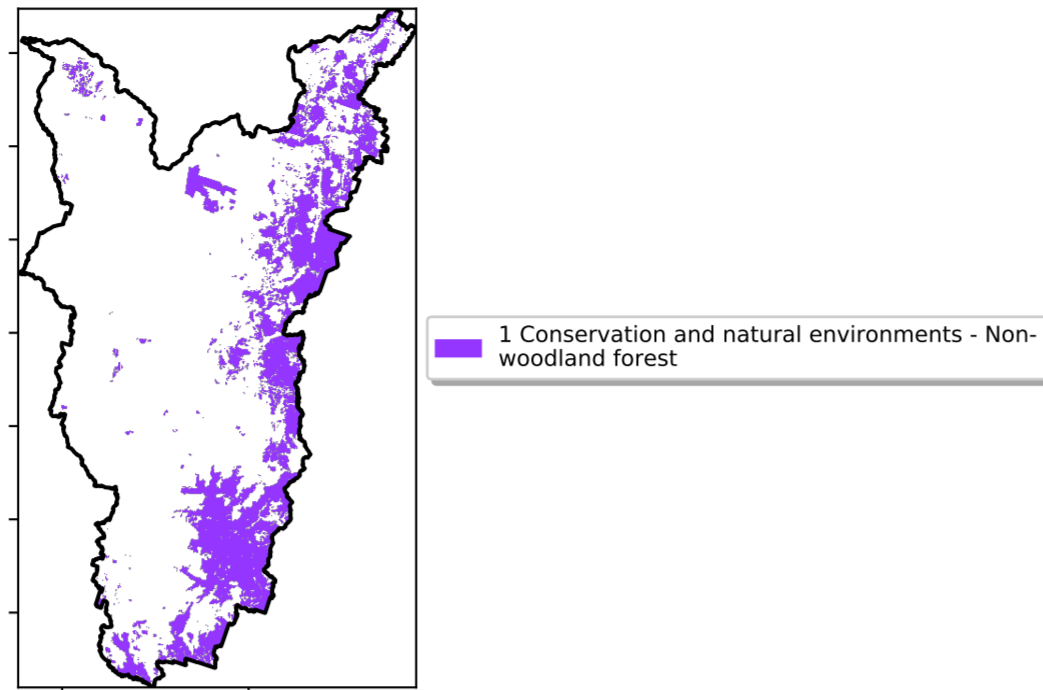 1 Conservation and natural environments - Non-
woodland forest